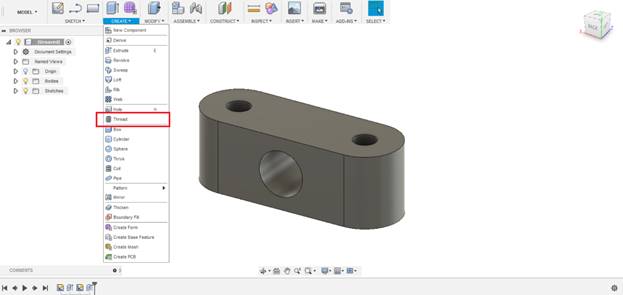 MODEL
SKETCH
CREATE
MODIFY
ASSEMBLE
CONSTRUCT
INSPECT
INSERT
MAKE
ADD-INS
SELECT
BROWSER
(Unsaved)
Document Settings
Named Views
Origin
Bodies
Sketches
New Component
Derive
Extrude E
Revolve
Sweep
Loft
Rib
Web
Hole H
Thread
Box
Cylinder
Sphere
Torus
Coil
Pipe
Pattern
Mirror
Thicken
Boundary Fill
Create Form
Create Base Feature
Create Mesh
Create PCB
BACK
COMMENTS